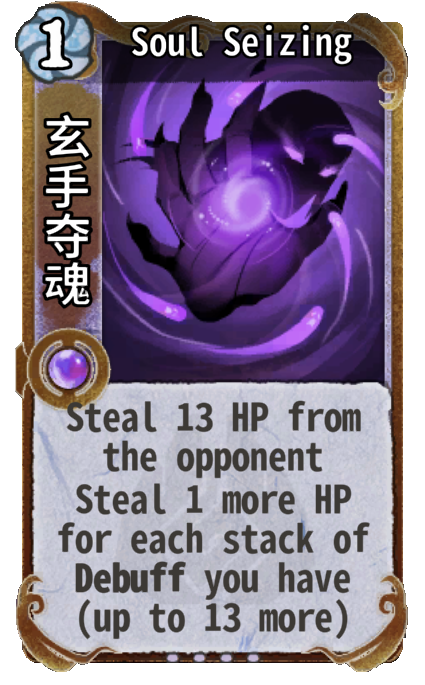 1
Soul Seizing
玄手夺魂
Steal 13 HP from
the opponent
Steal 1 more HP
for each stack of
Debuff you have
(up to 13 more)